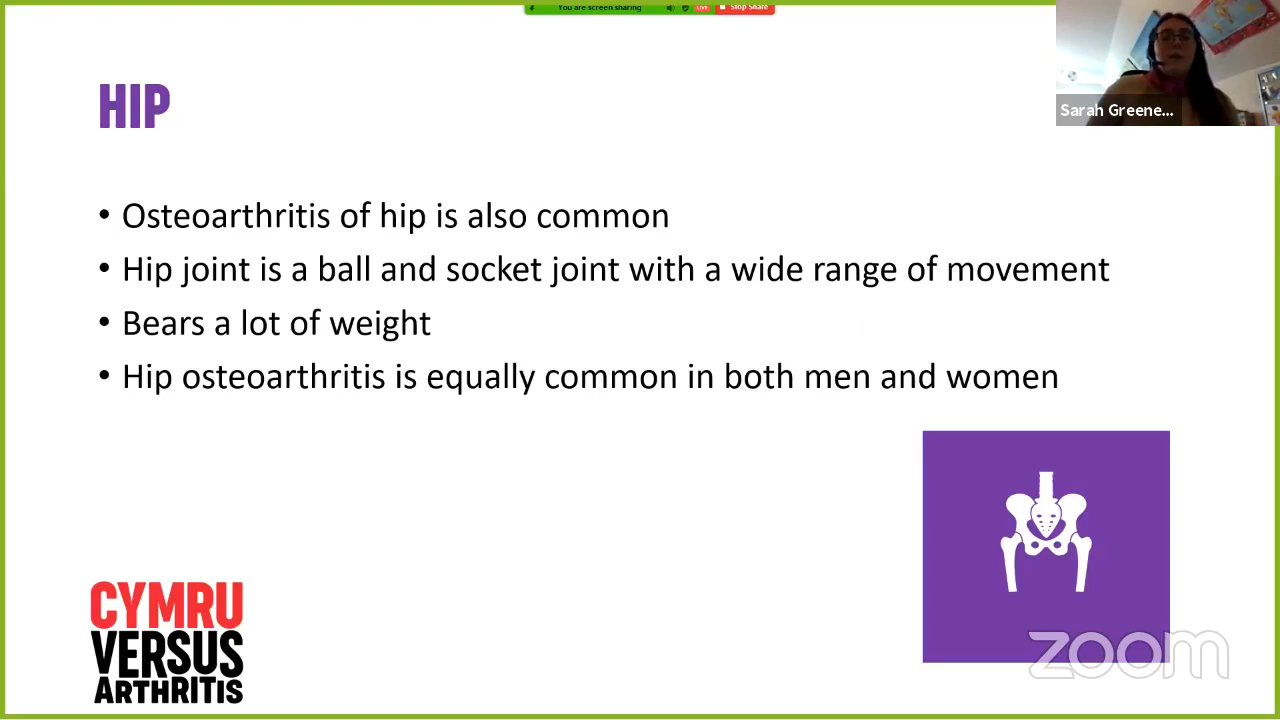 You are screen sharing
LIVE
Stop Share
Sarah Greene...
HIP
• Osteoarthritis of hip is also common
• Hip joint is a ball and socket joint with a wide range of movement
• Bears a lot of weight
• Hip osteoarthritis is equally common in both men and women
CYMRU
VERSUS
ARTHRITIS
zoom